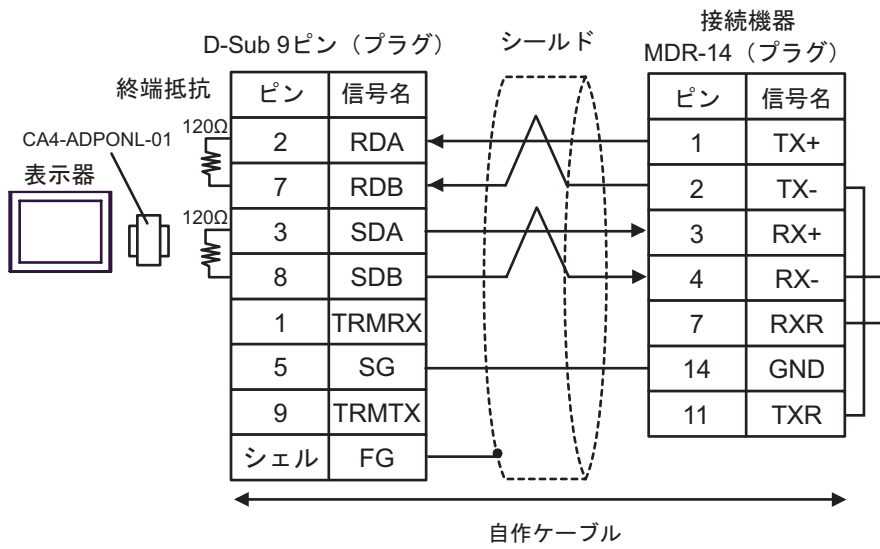 接続機器
D-Sub 9ピン（プラグ）
シールド
MDR-14（プラグ）
終端抵抗
ピン 信号名
ピン 信号名
CA4-ADPONL-01
表示器
120Ω
120Ω
2 RDA
7 RDB
3 SDA
8 SDB
1 TRMRX
5 SG
9 TRMTX
シェル FG
1 TX+
2 TX-
3 RX+
4 RX-
7 RXR
14 GND
11 TXR
自作ケーブル